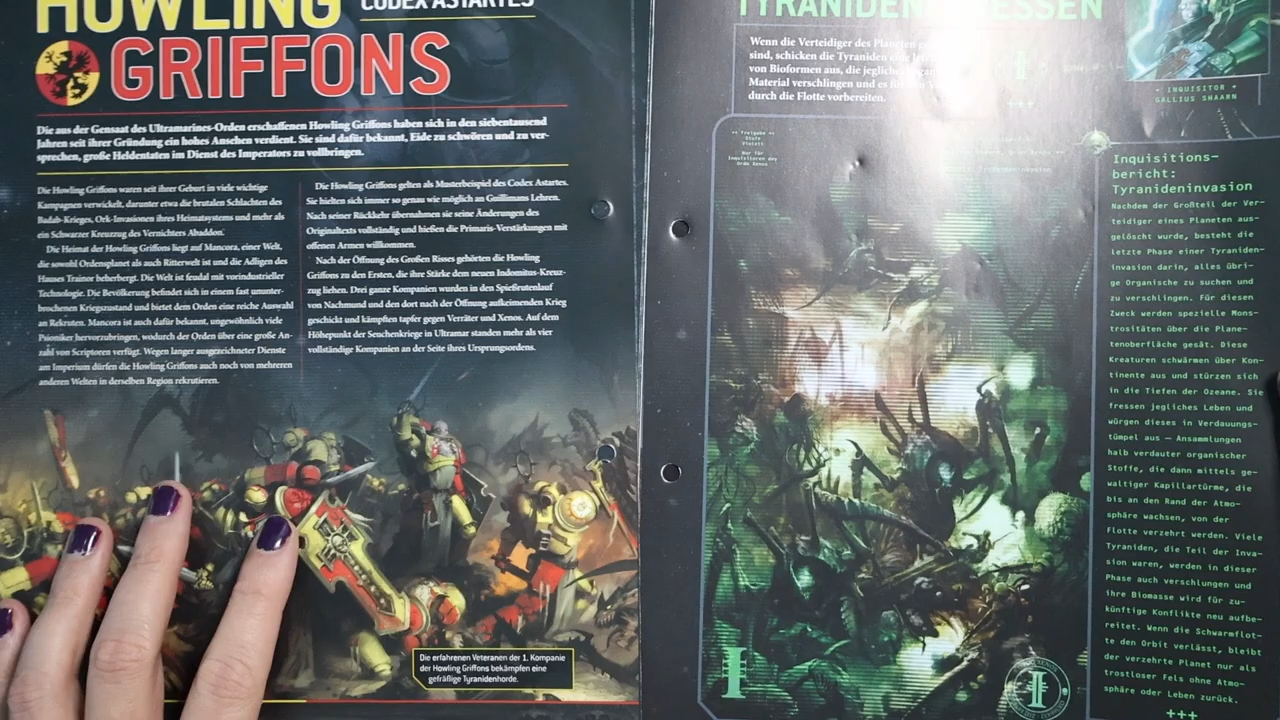 HOWLING
CODEX ASTARTES
GRIFFONS
Die aus der Gensaat des Ultramarines-Orden erschaffenen Howling Griffons haben sich in den siebentausend
Jahren seit ihrer Gründung ein hohes Ansehen verdient. Sie sind dafür bekannt, Eide zu schwören und zu ver-
sprechen, große Heldentaten im Dienst des Imperators zu vollbringen.
Die Howling Griffons waren seit ihrer Geburt in viele wichtige
Kampagnen verwickelt, darunter etwa die brutalen Schlachten des
Badab-Krieges, Ork-Invasionen ihres Heimatsystems und mehr als
ein Schwarzer Kreuzzug des Vernichters Abaddon.
Die Heimat der Howling Griffons liegt auf Mancora, einer Welt,
die sowohl Ordensplanet als auch Ritterwelt ist und die Adligen des
Hauses Trainor beherbergt. Die Welt ist feudal mit vorindustrieller
Technologie. Die Bevölkerung befindet sich in einem fast ununter-
brochenen Kriegszustand und bietet dem Orden eine reiche Auswahl
an Rekruten. Mancora ist auch dafür bekannt, ungewöhnlich viele
Psioniker hervorzubringen, wodurch der Orden über eine große An-
zahl von Scriptoren verfügt. Wegen langer ausgezeichneter Dienste
am Imperium dürfen die Howling Griffons auch noch von mehreren
anderen Welten in derselben Region rekrutieren.
Die Howling Griffons gelten als Musterbeispiel des Codex Astartes.
Sie hielten sich immer so genau wie möglich an Guillimans Lehren.
Nach seiner Rückkehr übernahmen sie seine Änderungen des
Originaltexts vollständig und hießen die Primaris-Verstärkungen mit
offenen Armen willkommen.
Nach der Öffnung des Großen Risses gehörten die Howling
Griffons zu den Ersten, die ihre Stärke dem neuen Indomitus-Kreuz-
zug liehen. Drei ganze Kompanien wurden in den Spießrutenlauf
von Nachmund und den dort nach der Öffnung aufkeimenden Krieg
geschickt und kämpften tapfer gegen Verräter und Xenos. Auf dem
Höhepunkt der Seuchenkriege in Ultramar standen mehr als vier
vollständige Kompanien an der Seite ihres Ursprungsordens.
Die erfahrenen Veteranen der 1. Kompanie
der Howling Griffons bekämpfen eine
gefräßige Tyranidenhorde.
TYRANIDEN
Wenn die Verteidiger des Planeten
sind, schicken die Tyraniden eine
von Bioformen aus, die jegliches
Material verschlingen und es für
durch die Flotte vorbereiten.
- INQUISITOR -
GALLIUS SHAARN
++ Freigabe ++
Stufe
Violett
Nur für
Inquisitoren des
Ordo Xenos
Inquisitions-
bericht:
Tyranideninvasion
Nachdem der Großteil der Ver-
teidiger eines Planeten aus-
gelöscht wurde, besteht die
letzte Phase einer Tyraniden-
invasion darin, alles übri-
ge Organische zu suchen und
zu verschlingen. Für diesen
Zweck werden spezielle Mons-
trositäten über die Plane-
tenoberfläche gesät. Diese
Kreaturen schwärmen über Kon-
tinente aus und stürzen sich
in die Tiefen der Ozeane. Sie
fressen jegliches Leben und
würgen dieses in Verdauungs-
tümpel aus – Ansammlungen
halb verdauter organischer
Stoffe, die dann mittels ge-
waltiger Kapillartürme, die
bis an den Rand der Atmo-
sphäre wachsen, von der
Flotte verzehrt werden. Viele
Tyraniden, die Teil der Inva-
sion waren, werden in dieser
Phase auch verschlungen und
ihre Biomasse wird für zu-
künftige Konflikte neu aufbe-
reitet. Wenn die Schwarmflot-
te den Orbit verlässt, bleibt
der verzehrte Planet nur als
trostloser Fels ohne Atmo-
sphäre oder Leben zurück.
+++